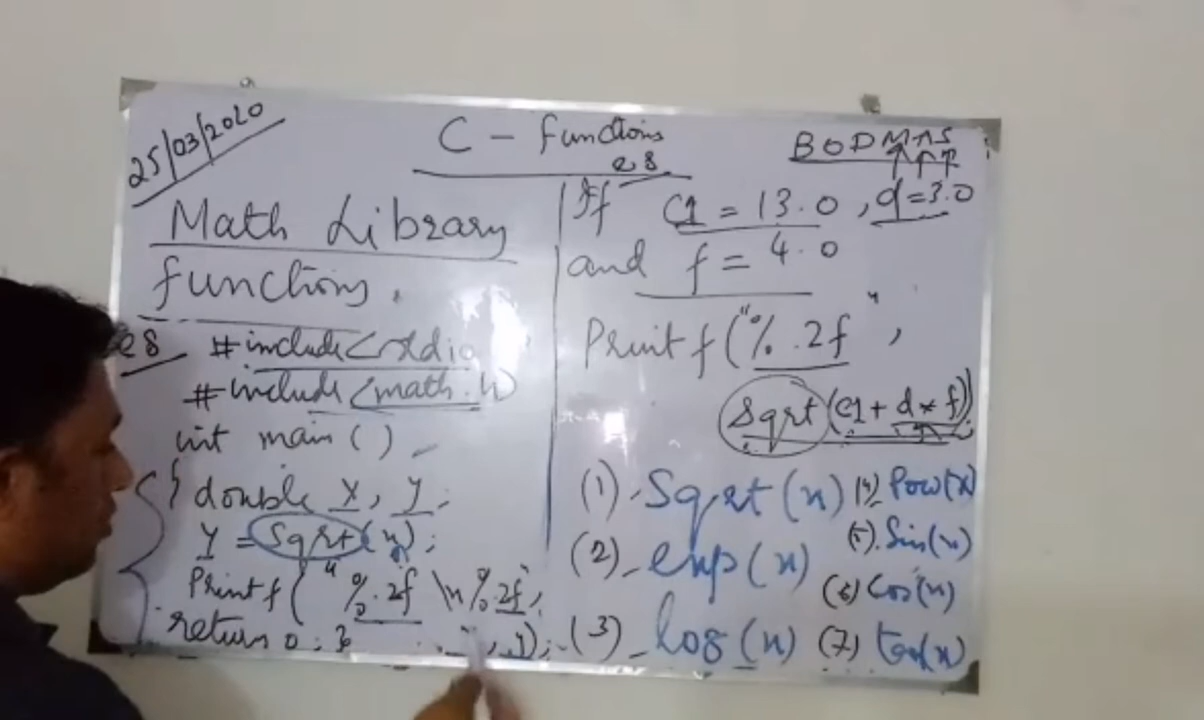 25/03/2020
C - functions
Math Library
functions.
eg
#include<stdio
#include<math.h>
int main ( )
{ double x, y;
y = sqrt(x);
Printf( " %.2f \n %.2f,
return 0; }
, y);
BODMAS
eg
If C1 = 13.0 , d = 3.0
and f = 4.0
Printf("%.2f",
Sqrt(C1 + d * f))
(1). Sqrt(x)
(2). exp(x)
(3). log(x)
(4) Pow(x)
(5). Sin(x)
(6) Cos(x)
(7) tan(x)